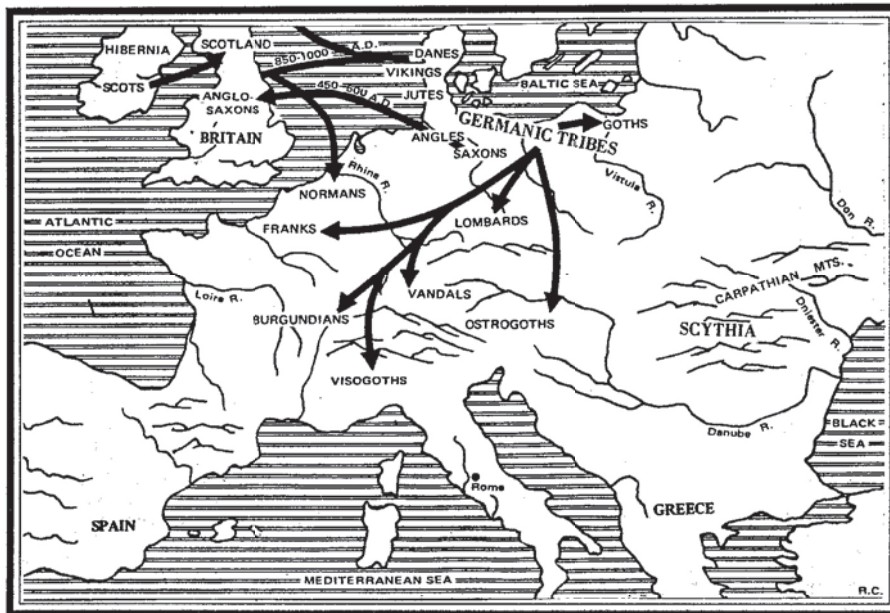 HIBERNIA
SCOTLAND
SCOTS
850-1000 A.D.
DANES
VIKINGS
JUTES
BALTIC SEA
450-600 A.D.
ANGLO-
SAXONS
BRITAIN
ANGLES
SAXONS
GERMANIC TRIBES
GOTHS
Vistula
R.
Rhine R.
NORMANS
FRANKS
LOMBARDS
Don R.
ATLANTIC
OCEAN
Loire R.
BURGUNDIANS
VANDALS
OSTROGOTHS
VISOGOTHS
CARPATHIAN MTS.
SCYTHIA
Dniester R.
Danube R.
BLACK
SEA
Rome
SPAIN
GREECE
MEDITERRANEAN SEA
R.C.